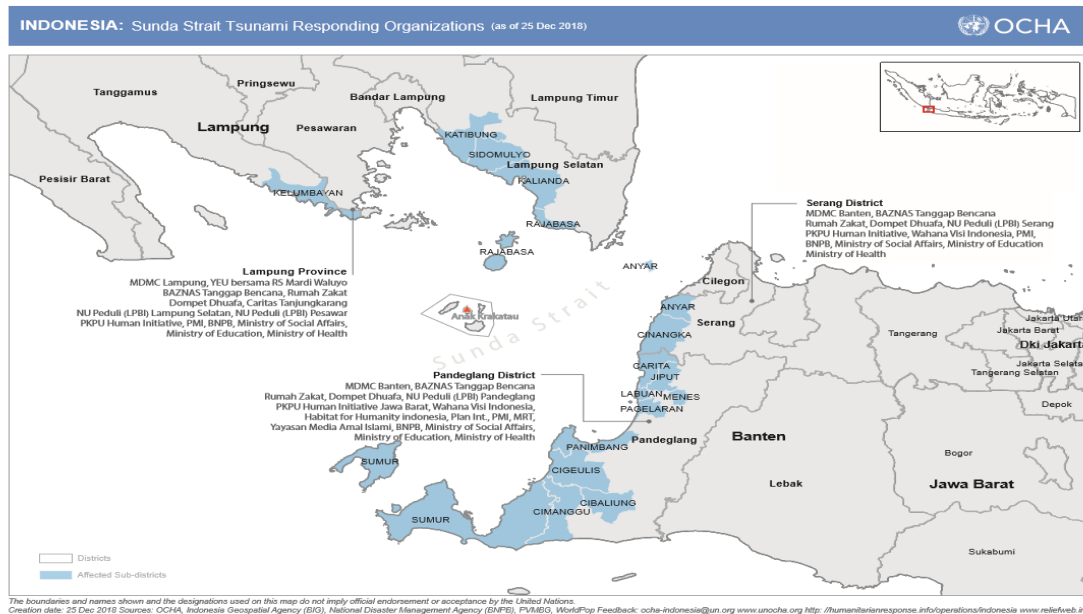 INDONESIA: Sunda Strait Tsunami Responding Organizations (as of 25 Dec 2018)
OCHA
Tanggamus
Pringsewu
Bandar Lampung
Lampung Timur
Lampung
Pesawaran
KATIBUNG
SIDOMULYO
Lampung Selatan
Pesisir Barat
KELUMBAYAN
KALIANDA
RAJABASA
RAJABASA
Serang District
MDMC Banten, BAZNAS Tanggap Bencana
Rumah Zakat, Dompet Dhuafa, NU Peduli (LPBI) Serang
PKPU Human Initiative, Wahana Visi Indonesia, PMI,
BNPB, Ministry of Social Affairs, Ministry of Education
Ministry of Health
Lampung Province
MDMC Lampung, YEU bersama RS Mardi Waluyo
BAZNAS Tanggap Bencana, Rumah Zakat
Dompet Dhuafa, Caritas Tanjungkarang
NU Peduli (LPBI) Lampung Selatan, NU Peduli (LPBI) Pesawar
PKPU Human Initiative, PMI, BNPB, Ministry of Social Affairs,
Ministry of Education, Ministry of Health
ANYAR
Cilegon
Anak Krakatau
Sunda Strait
ANYAR
Serang
CINANGKA
Tangerang
Jakarta Utar
Jakarta Barat
Dki Jakarta
Jakarta Selata
Tangerang Selatan
Depok
CARITA
JIPUT
LABUAN
MENES
PAGELARAN
Pandeglang District
MDMC Banten, BAZNAS Tanggap Bencana
Rumah Zakat, Dompet Dhuafa, NU Peduli (LPBI) Pandeglang
PKPU Human Initiative Jawa Barat, Wahana Visi Indonesia,
Habitat for Humanity indonesia, Plan Int., PMI, MRT,
Yayasan Media Amal Islami, BNPB, Ministry of Social Affairs,
Ministry of Education, Ministry of Health
Pandeglang
Banten
PANIMBANG
SUMUR
CIGEULIS
CIBALIUNG
CIMANGGU
SUMUR
Lebak
Bogor
Jawa Barat
Sukabumi
Districts
Affected Sub-districts
The boundaries and names shown and the designations used on this map do not imply official endorsement or acceptance by the United Nations.
Creation date: 25 Dec 2018 Sources: OCHA, Indonesia Geospatial Agency (BIG), National Disaster Management Agency (BNPB), PVMBG, WorldPop Feedback: ocha-indonesia@un.org www.unocha.org http://humanitarianresponse.info/operations/indonesia www.reliefweb.i